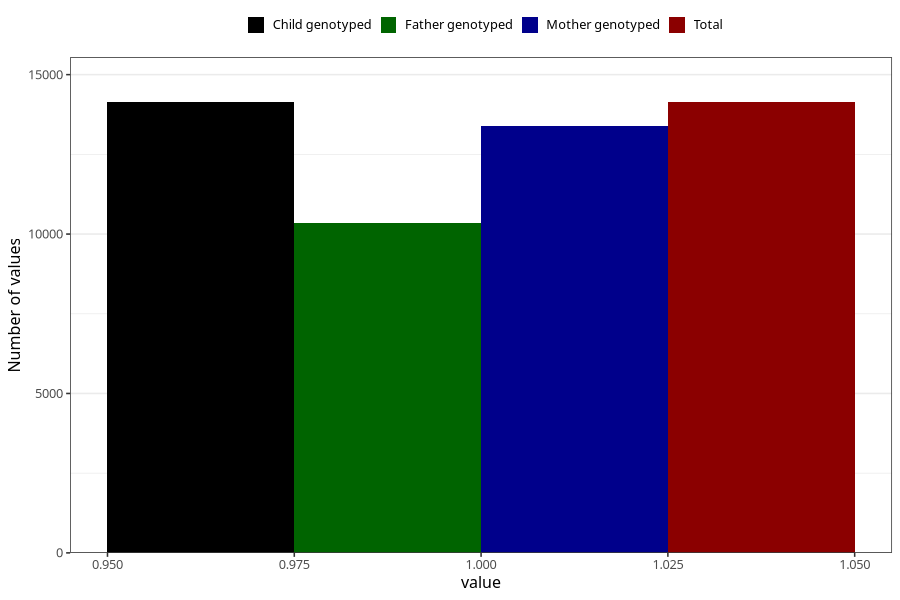 Child genotyped Father genotyped Mother genotyped Total
15000
10000
5000
0
Number of values
0.950 0.975 1.000 1.025 1.050
value